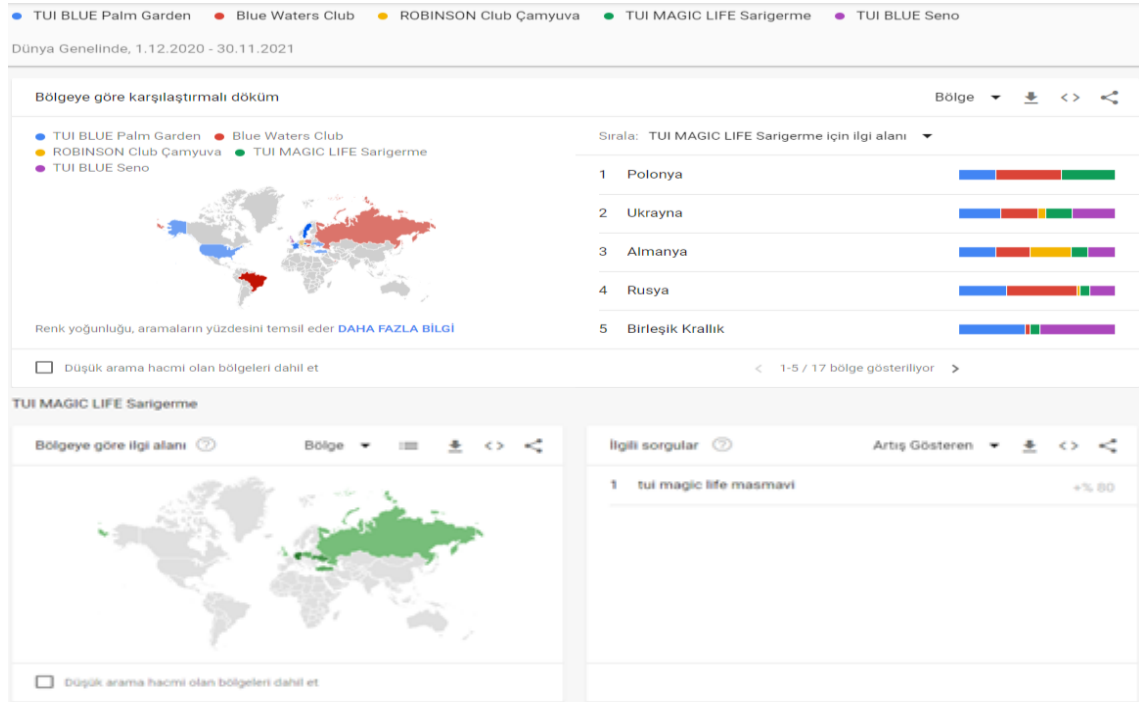 TUI BLUE Palm Garden Blue Waters Club ROBINSON Club Çamyuva TUI MAGIC LIFE Sarigerme TUI BLUE Seno
Dünya Genelinde, 1.12.2020 - 30.11.2021
Bölgeye göre karşılaştırmalı döküm
Bölge
TUI BLUE Palm Garden Blue Waters Club
ROBINSON Club Çamyuva TUI MAGIC LIFE Sarigerme
TUI BLUE Seno
Renk yoğunluğu, aramaların yüzdesini temsil eder DAHA FAZLA BİLGİ
Sırala: TUI MAGIC LIFE Sarigerme için ilgi alanı
1 Polonya
2 Ukrayna
3 Almanya
4 Rusya
5 Birleşik Krallık
Düşük arama hacmi olan bölgeleri dahil et
< 1-5 / 17 bölge gösteriliyor >
TUI MAGIC LIFE Sarigerme
Bölgeye göre ilgi alanı ? Bölge
Düşük arama hacmi olan bölgeleri dahil et
İlgili sorgular ? Artış Gösteren
1 tui magic life masmavi +% 80